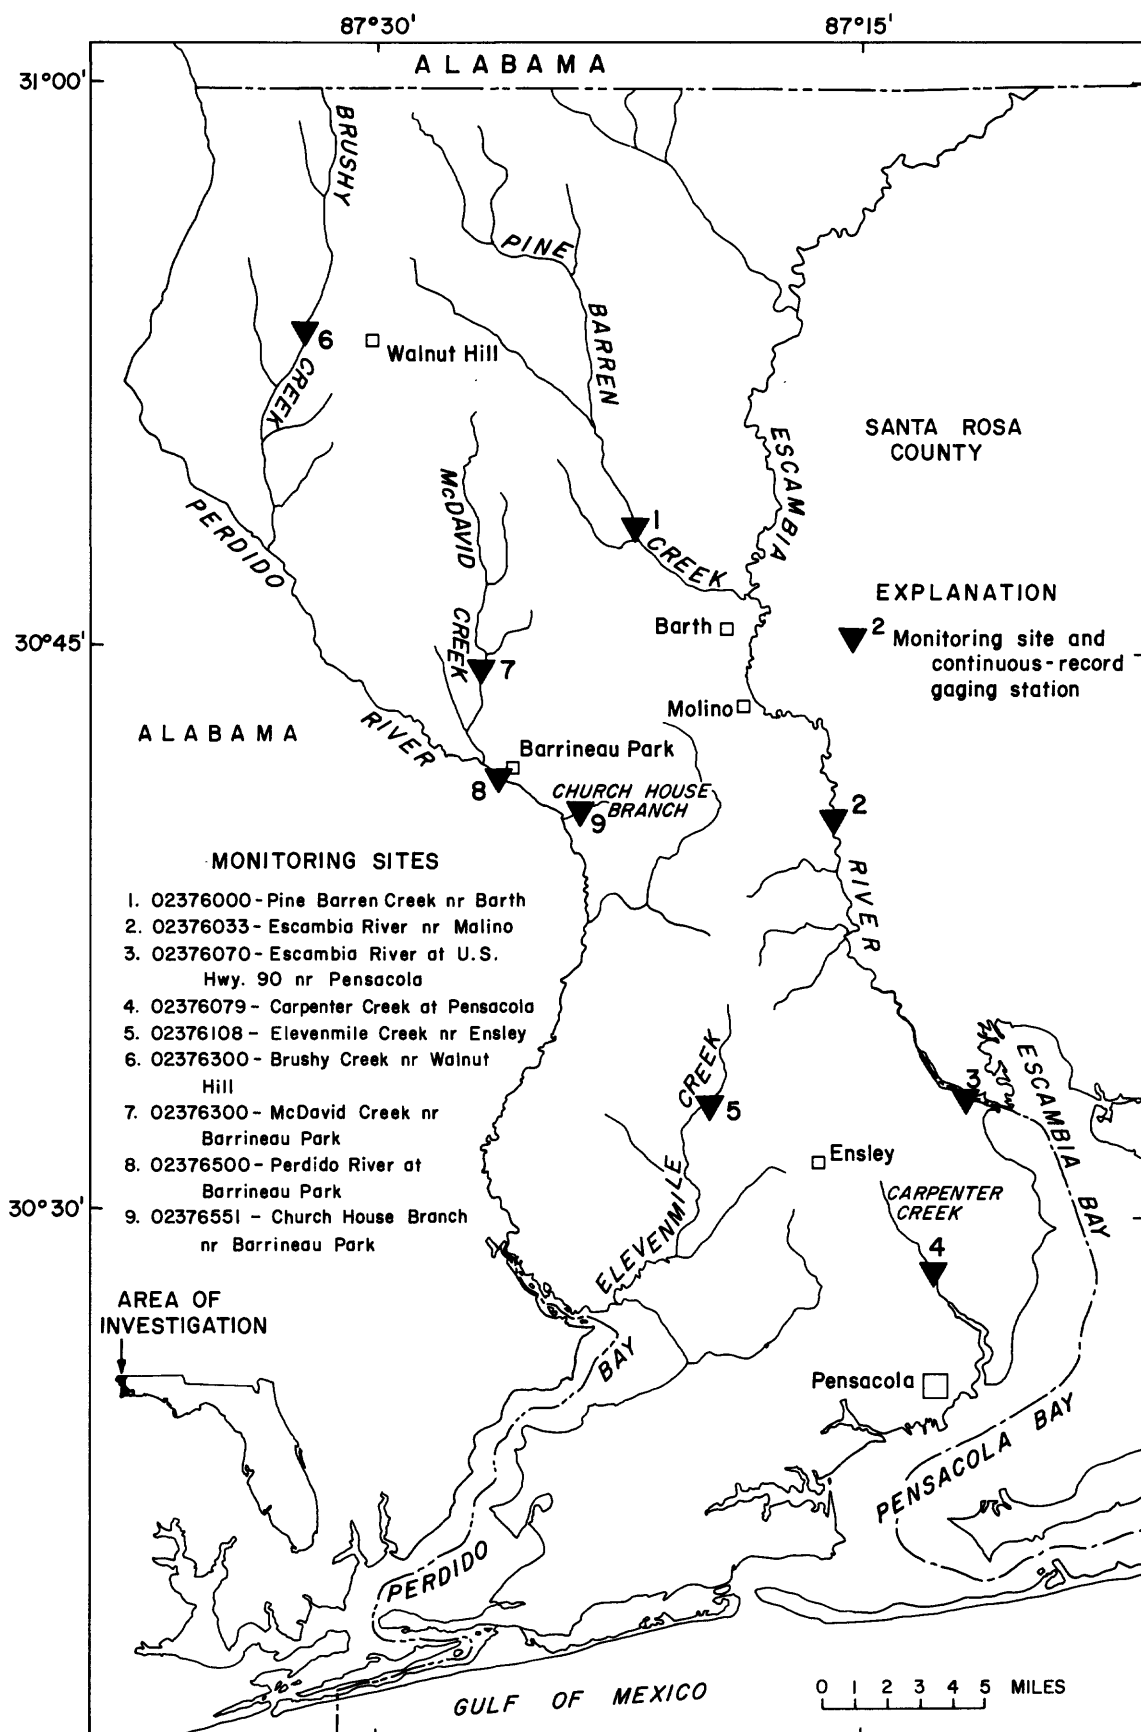 87°30'
87°15'
31°00'
ALABAMA
BRUSHY
PINE
6
Walnut Hill
BARREN
CREEK
ESCAMBIA
SANTA ROSA
COUNTY
McDAVID
PERDIDO
1
CREEK
EXPLANATION
Barth
2
Monitoring site and
continuous-record
gaging station
30°45'
CREEK
7
Molino
ALABAMA
RIVER
Barrineau Park
8
CHURCH HOUSE
BRANCH
9
2
RIVER
MONITORING SITES
1. 02376000-Pine Barren Creek nr Barth
2. 02376033-Escambia River nr Malino
3. 02376070-Escambia River at U.S.
Hwy. 90 nr Pensacola
4. 02376079-Carpenter Creek at Pensacola
5. 02376108-Elevenmile Creek nr Ensley
6. 02376300-Brushy Creek nr Walnut
Hill
7. 02376300-McDavid Creek nr
Barrineau Park
8. 02376500-Perdido River at
Barrineau Park
9. 02376551-Church House Branch
nr Barrineau Park
CREEK
5
3
ESCAMBIA BAY
Ensley
30°30'
CARPENTER
CREEK
ELEVENMILE
4
AREA OF
INVESTIGATION
BAY
Pensacola
PENSACOLA BAY
PERDIDO
GULF OF MEXICO
0 1 2 3 4 5 MILES